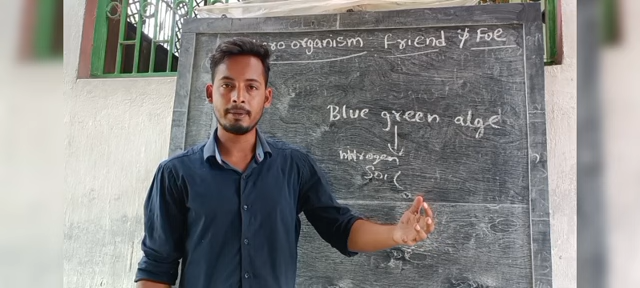 organism friend & Foe
Blue green alge
nitrogen
Soil